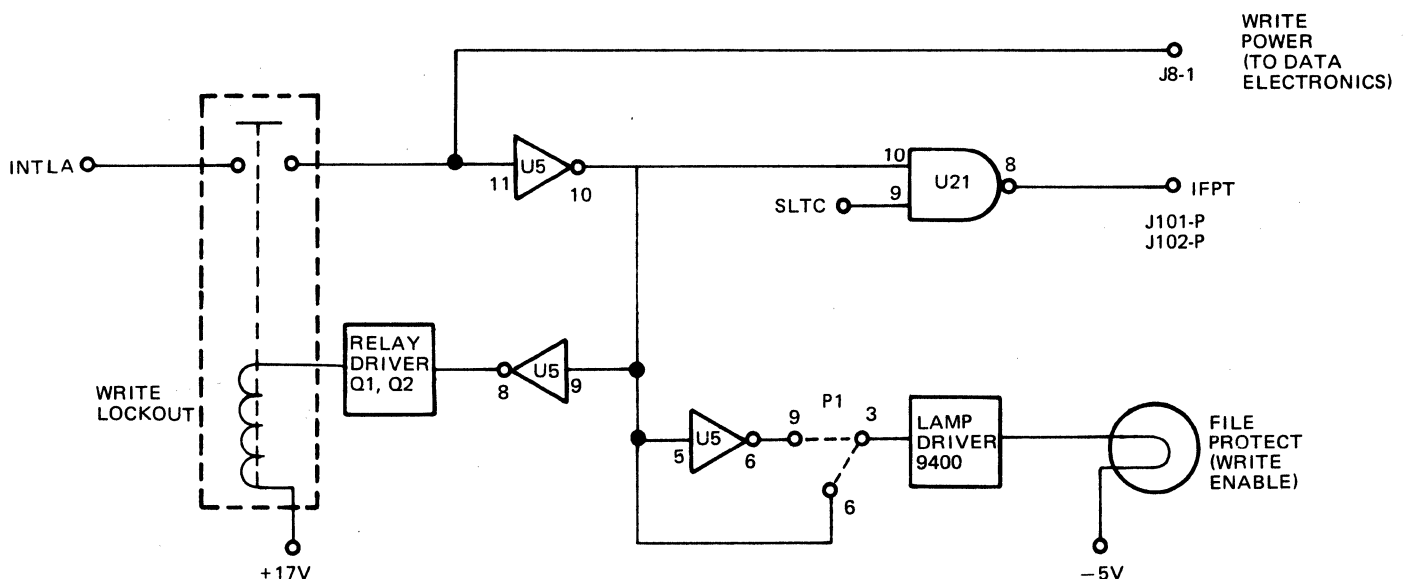 WRITE
POWER
(TO DATA
ELECTRONICS)
J8-1
INTLA
U5
11
10
10
9
U21
8
SLTC
IFPT
J101-P
J102-P
RELAY
DRIVER
Q1, Q2
U5
8
9
WRITE
LOCKOUT
U5
5
6
9
P1
3
6
LAMP
DRIVER
9400
FILE
PROTECT
(WRITE
ENABLE)
+17V
−5V